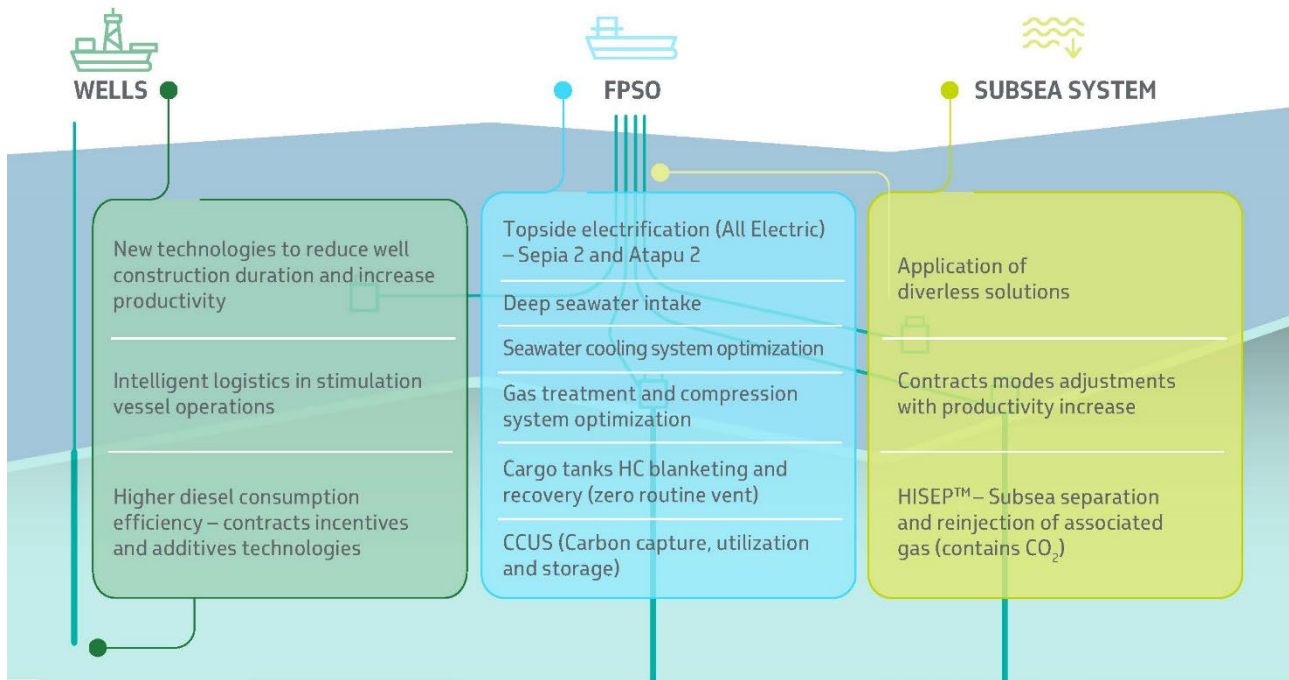 WELLS
New technologies to reduce well
construction duration and increase
productivity
Intelligent logistics in stimulation
vessel operations
Higher diesel consumption
efficiency – contracts incentives
and additives technologies
FPSO
Topside electrification (All Electric)
– Sepia 2 and Atapu 2
Deep seawater intake
Seawater cooling system optimization
Gas treatment and compression
system optimization
Cargo tanks HC blanketing and
recovery (zero routine vent)
CCUS (Carbon capture, utilization
and storage)
SUBSEA SYSTEM
Application of
diverless solutions
Contracts modes adjustments
with productivity increase
HISEP™ – Subsea separation
and reinjection of associated
gas (contains CO₂)